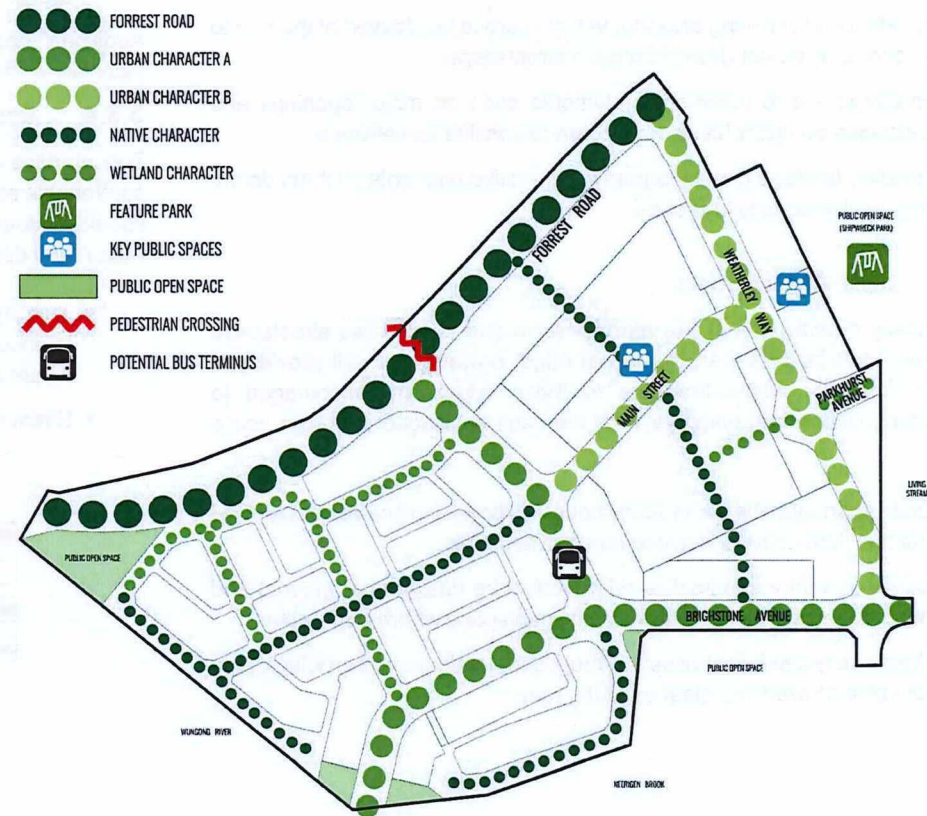 FORREST ROAD
URBAN CHARACTER A
URBAN CHARACTER B
NATIVE CHARACTER
WETLAND CHARACTER
FEATURE PARK
KEY PUBLIC SPACES
PUBLIC OPEN SPACE
PEDESTRIAN CROSSING
POTENTIAL BUS TERMINUS
FORREST ROAD
PUBLIC OPEN SPACE
(SHIPWRECK PARK)
WEATHERLEY
WAY
MAIN STREET
PARKHURST
AVENUE
LIVING
STREAM
PUBLIC OPEN SPACE
BRIGHSTONE AVENUE
PUBLIC OPEN SPACE
WUNGONG RIVER
NEERIGEN BROOK